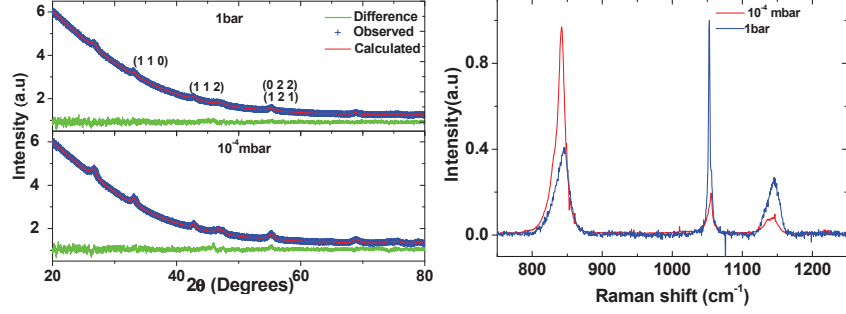 1bar
Difference
Observed
Calculated
(1 1 0)
(1 1 2)
(0 2 2)
(1 2 1)
6
4
2
10⁻⁴mbar
6
4
2
20 40 60 80
2θ (Degrees)
Intensity (a.u)
10⁻⁴ mbar
1bar
0.8
0.4
0.0
800 900 1000 1100 1200
Raman shift (cm⁻¹)
Intensity(a.u)